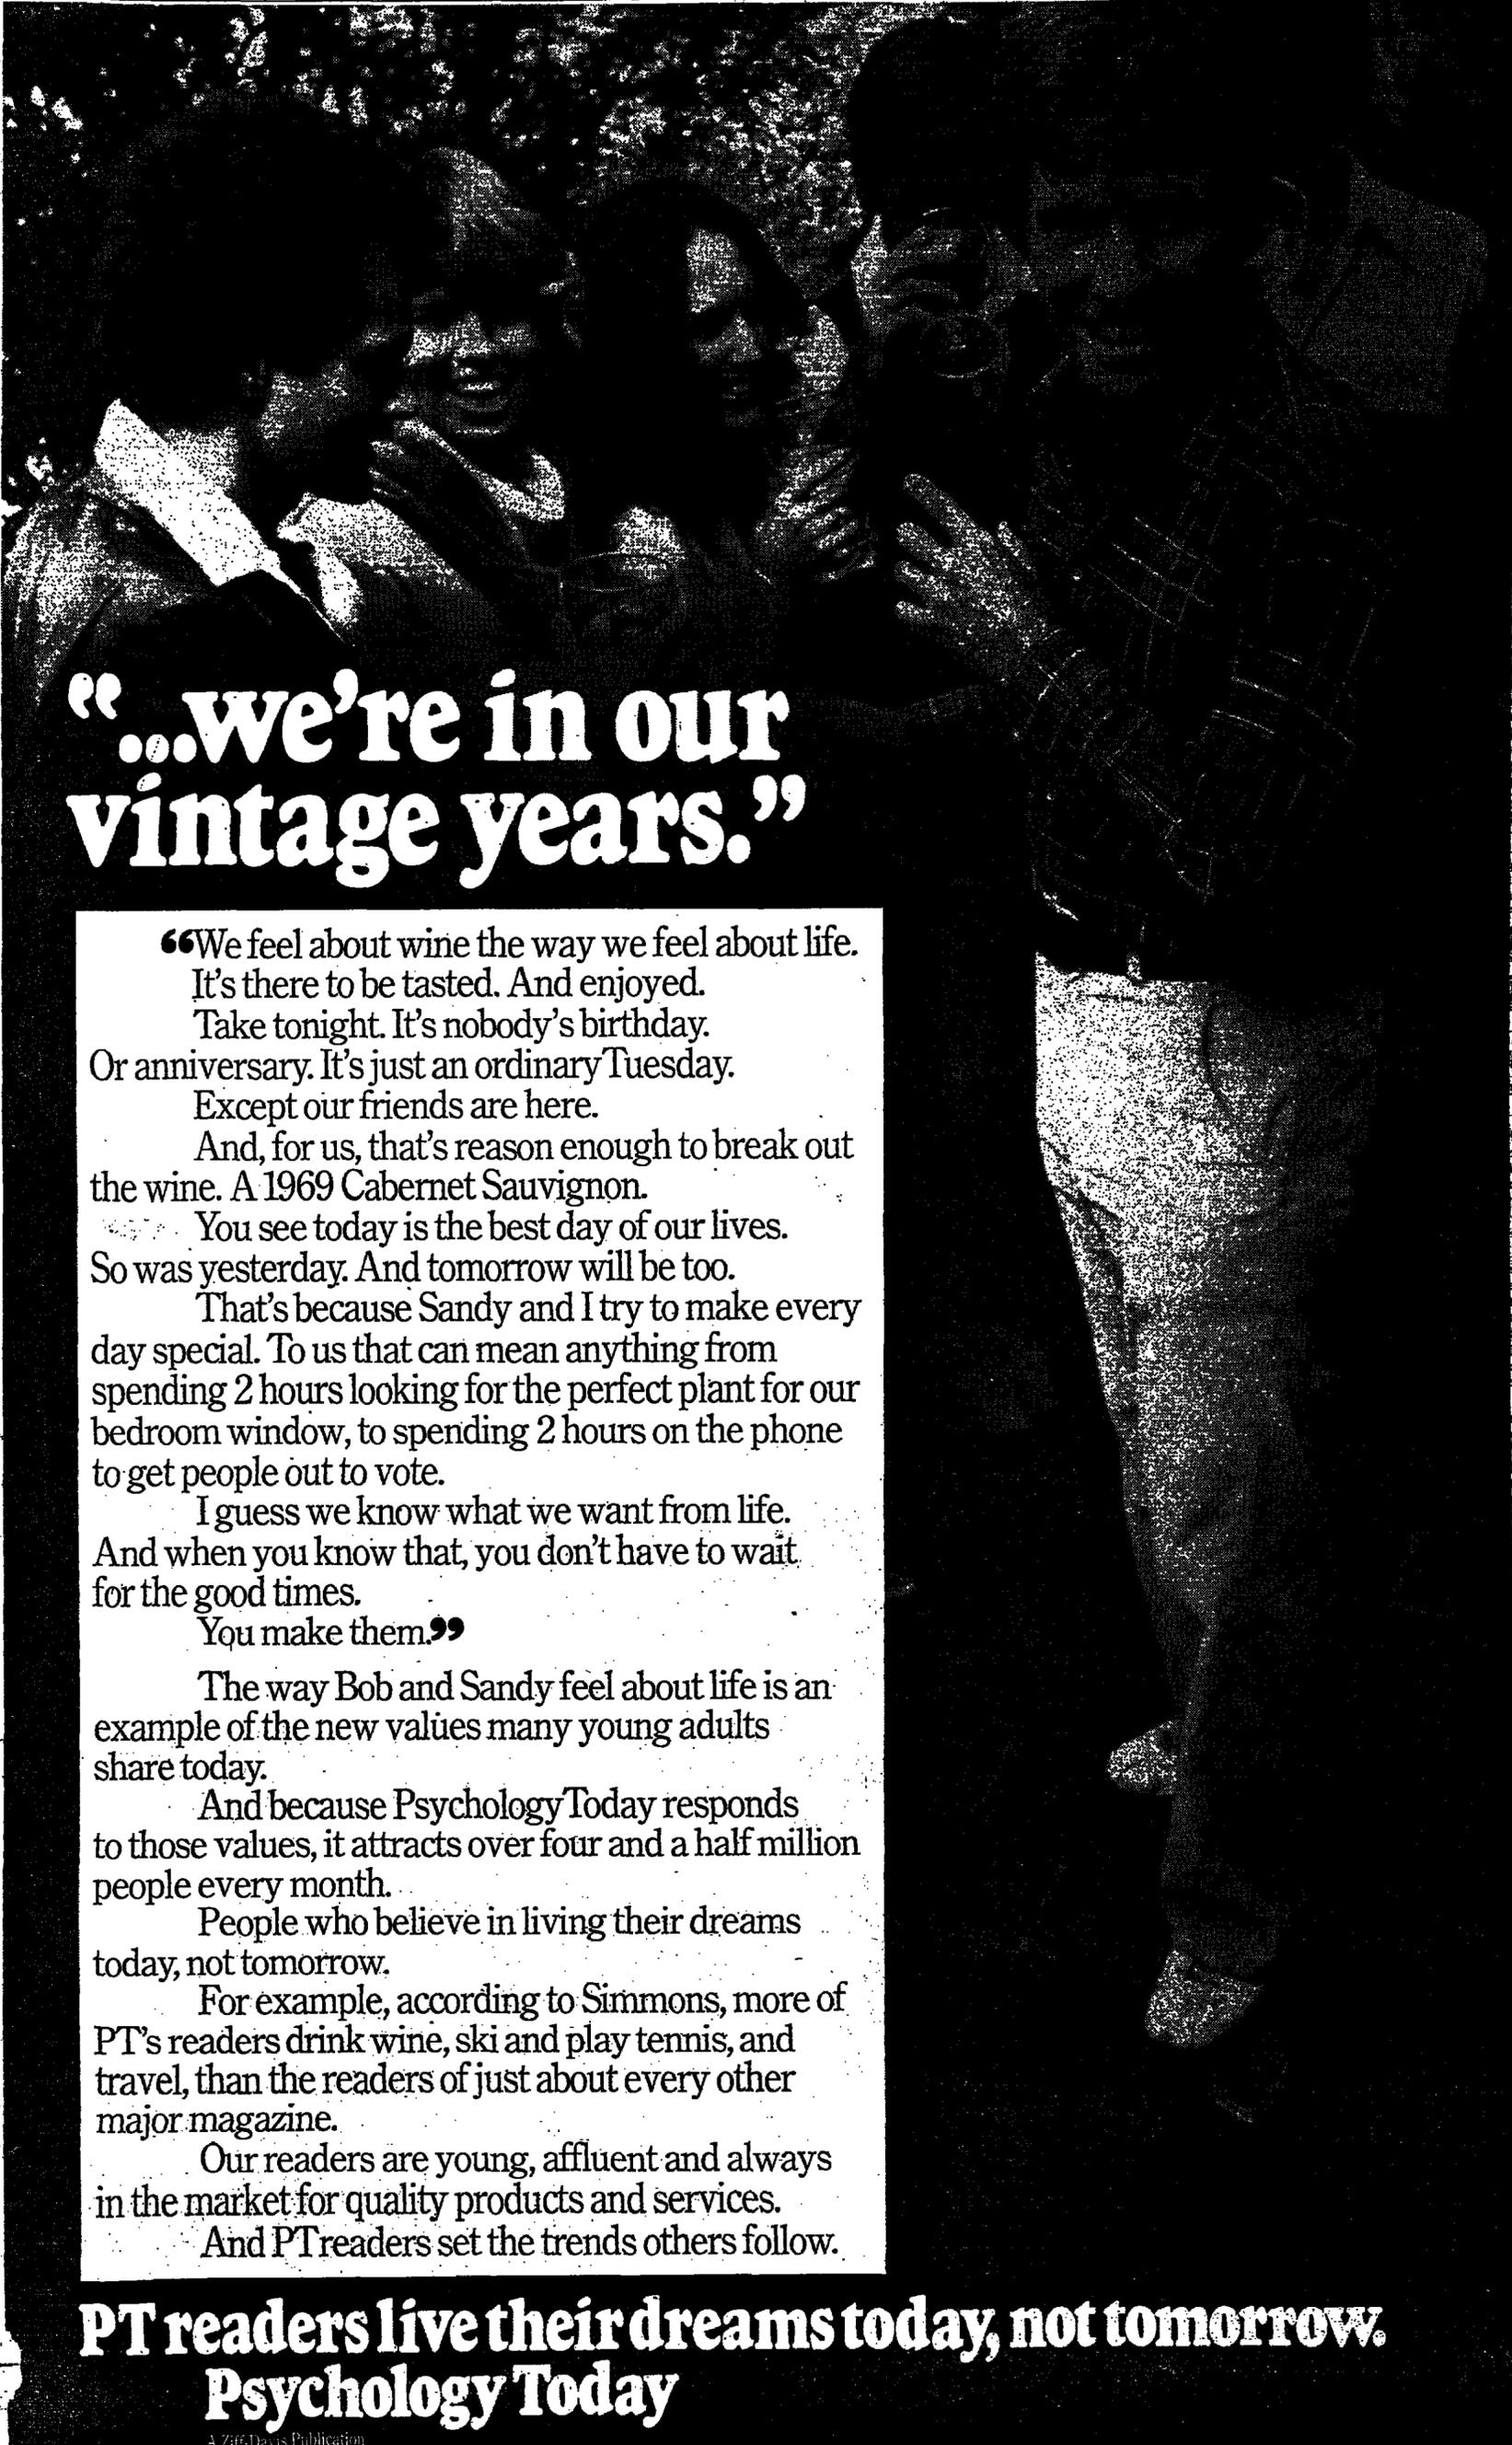 “...we’re in our
vintage years.”
“We feel about wine the way we feel about life.
It’s there to be tasted. And enjoyed.
Take tonight. It’s nobody’s birthday.
Or anniversary. It’s just an ordinary Tuesday.
Except our friends are here.
And, for us, that’s reason enough to break out
the wine. A 1969 Cabernet Sauvignon.
You see today is the best day of our lives.
So was yesterday. And tomorrow will be too.
That’s because Sandy and I try to make every
day special. To us that can mean anything from
spending 2 hours looking for the perfect plant for our
bedroom window, to spending 2 hours on the phone
to get people out to vote.
I guess we know what we want from life.
And when you know that, you don’t have to wait
for the good times.
You make them.”
The way Bob and Sandy feel about life is an
example of the new values many young adults
share today.
And because Psychology Today responds
to those values, it attracts over four and a half million
people every month.
People who believe in living their dreams
today, not tomorrow.
For example, according to Simmons, more of
PT’s readers drink wine, ski and play tennis, and
travel, than the readers of just about every other
major magazine.
Our readers are young, affluent and always
in the market for quality products and services.
And PT readers set the trends others follow.
PT readers live their dreams today, not tomorrow.
Psychology Today
A Ziff-Davis Publication